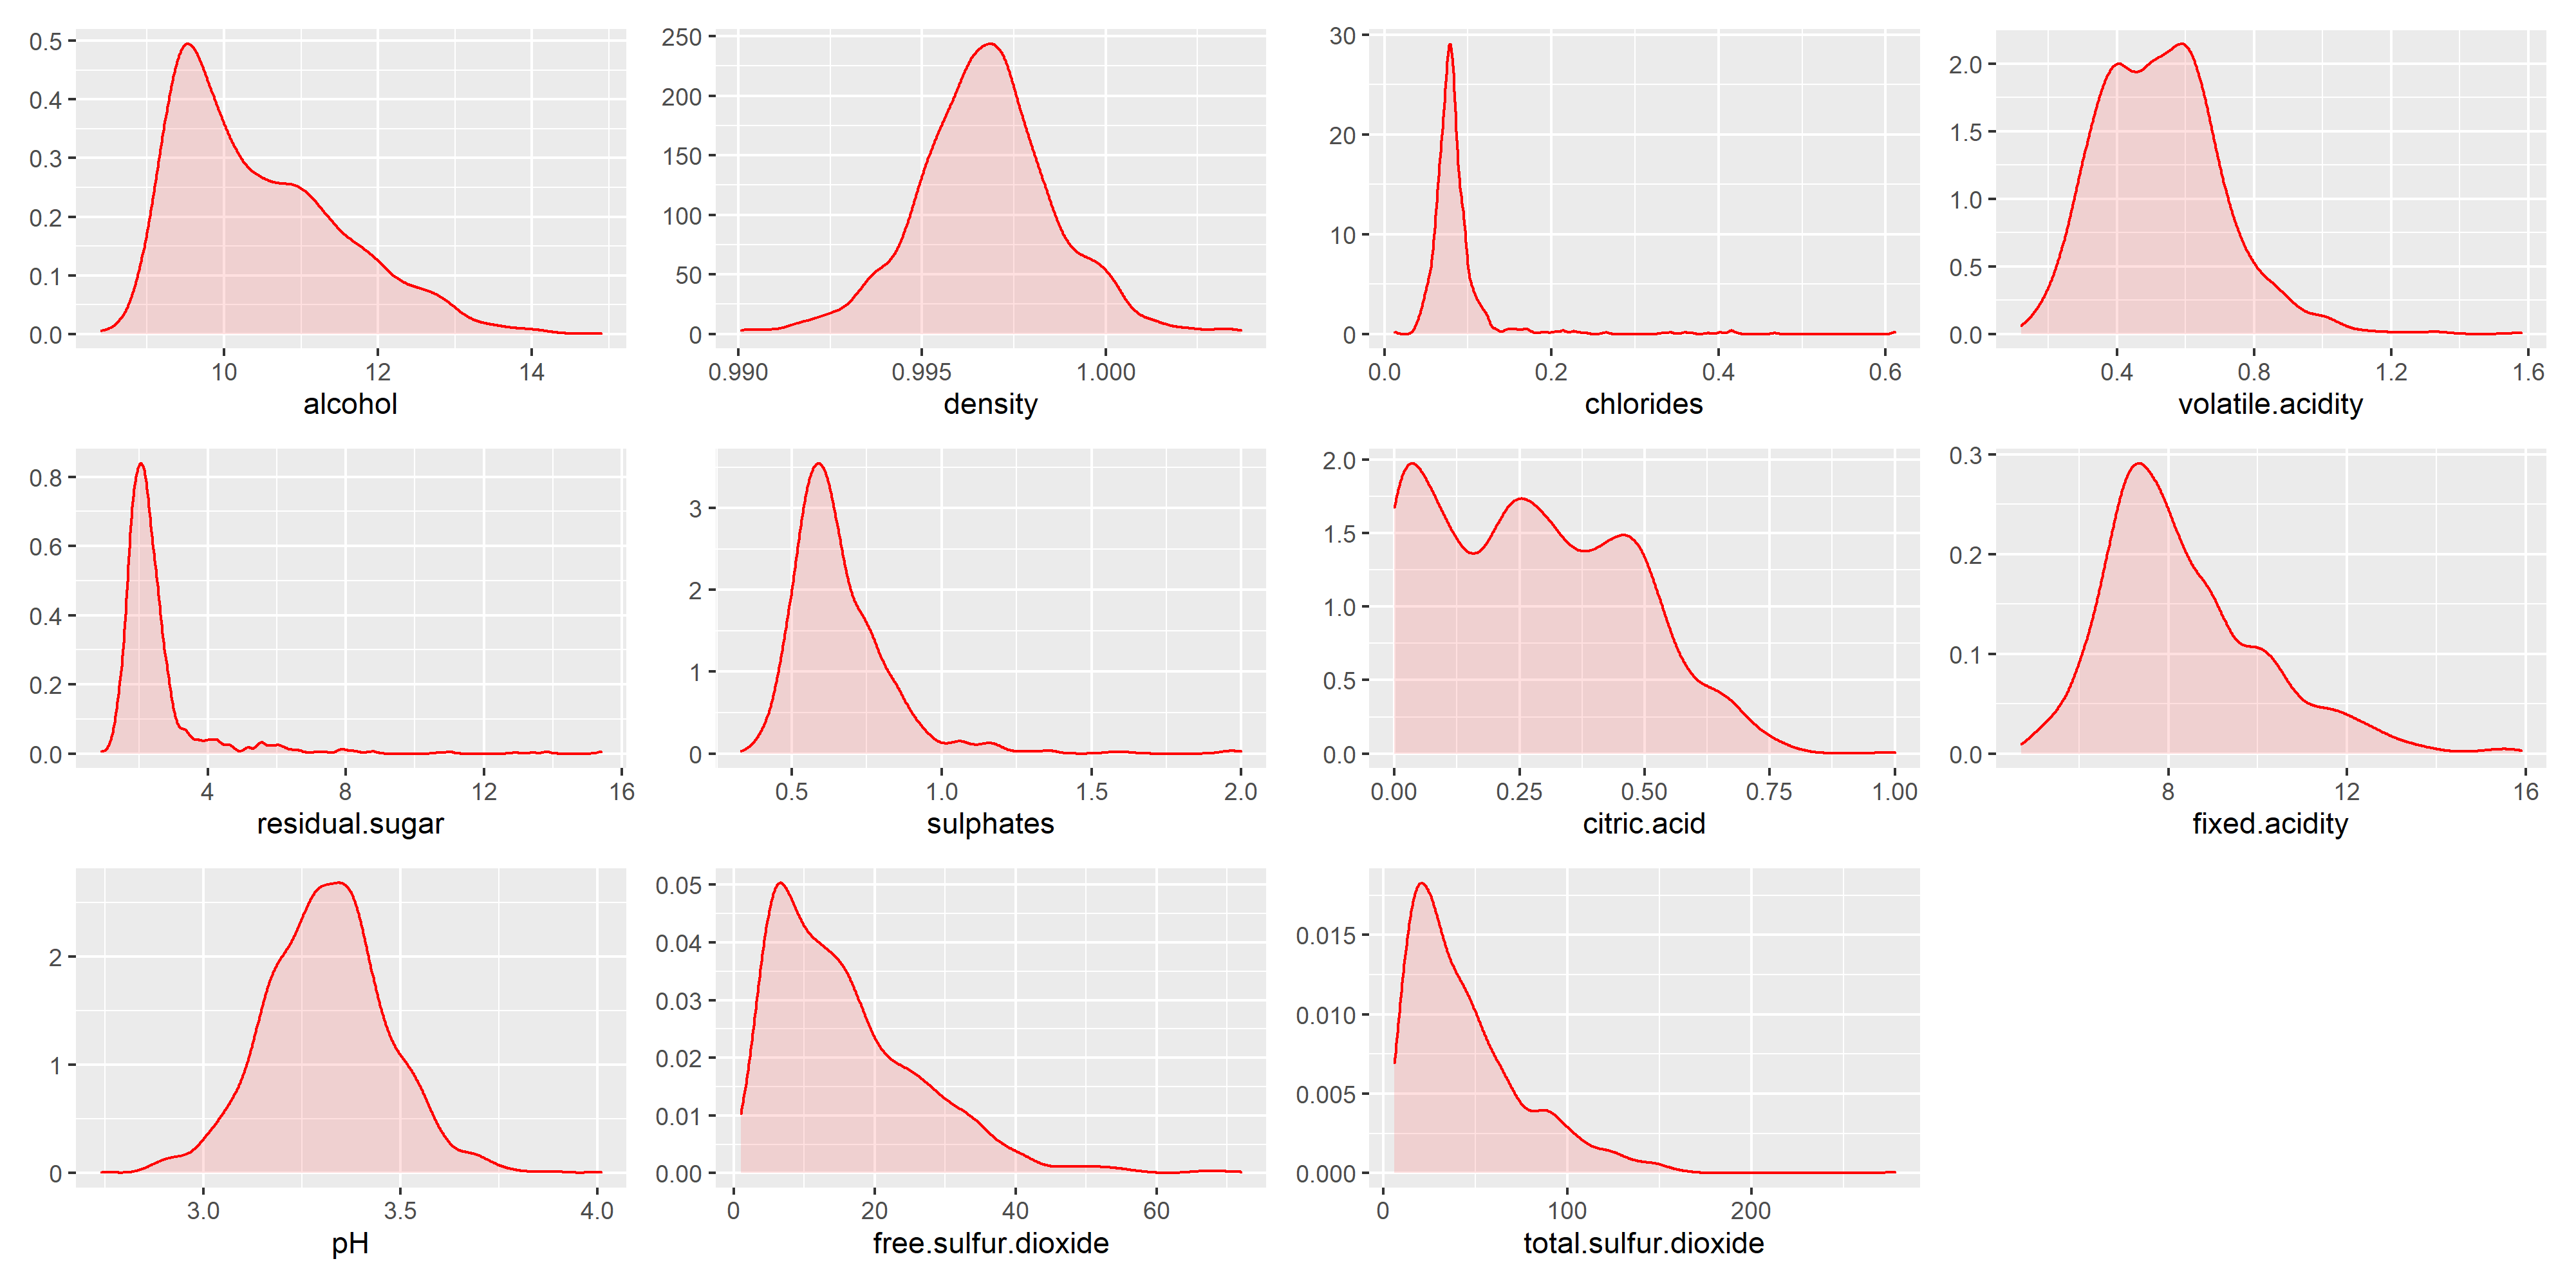 0.5
0.4
0.3
0.2
0.1
0.0
10 12 14
alcohol
250
200
150
100
50
0
0.990 0.995 1.000
density
30
20
10
0
0.0 0.2 0.4 0.6
chlorides
2.0
1.5
1.0
0.5
0.0
0.4 0.8 1.2 1.6
volatile.acidity
0.8
0.6
0.4
0.2
0.0
4 8 12 16
residual.sugar
3
2
1
0
0.5 1.0 1.5 2.0
sulphates
2.0
1.5
1.0
0.5
0.0
0.00 0.25 0.50 0.75 1.00
citric.acid
0.3
0.2
0.1
0.0
8 12 16
fixed.acidity
2
1
0
3.0 3.5 4.0
pH
0.05
0.04
0.03
0.02
0.01
0.00
0 20 40 60
free.sulfur.dioxide
0.015
0.010
0.005
0.000
0 100 200
total.sulfur.dioxide